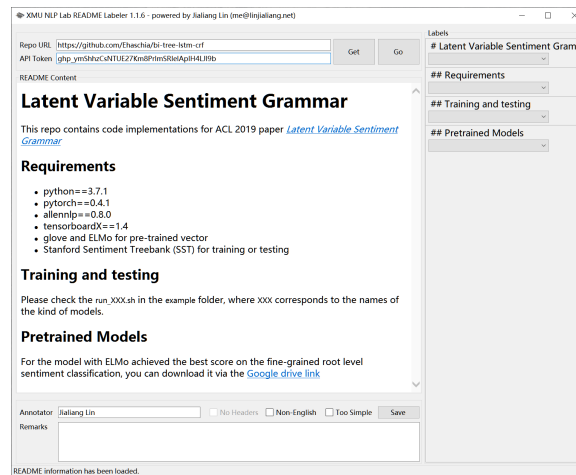 XMU NLP Lab README Labeler 1.1.6 - powered by Jialiang Lin (me@linjialiang.net)
Repo URL https://github.com/Ehaschia/bi-tree-lstm-crf
API Token
Get
Go
README Content
Latent Variable Sentiment Grammar
This repo contains code implementations for ACL 2019 paper Latent Variable Sentiment
Grammar
Requirements
• python==3.7.1
• pytorch==0.4.1
• allennlp==0.8.0
• tensorboardX==1.4
• glove and ELMo for pre-trained vector
• Stanford Sentiment Treebank (SST) for training or testing
Training and testing
Please check the run_XXX.sh in the example folder, where XXX corresponds to the names of
the kind of models.
Pretrained Models
For the model with ELMo achieved the best score on the fine-grained root level
sentiment classification, you can download it via the Google drive link
Annotator Jialiang Lin
No Headers
Non-English
Too Simple
Save
Remarks
README information has been loaded.
Labels
# Latent Variable Sentiment Gram
## Requirements
## Training and testing
## Pretrained Models